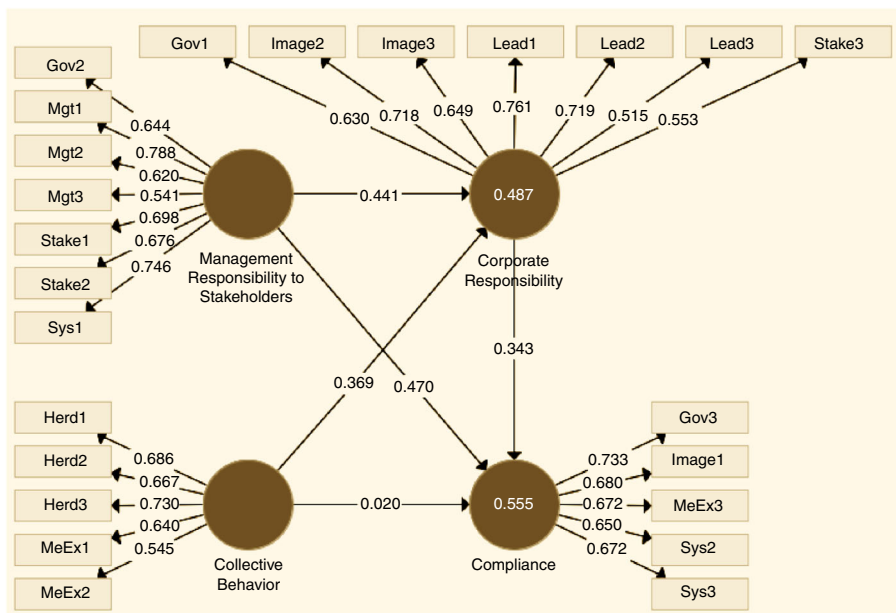 Gov1
Image2
Image3
Lead1
Lead2
Lead3
Stake3
Gov2
Mgt1
Mgt2
Mgt3
Stake1
Stake2
Sys1
0.644
0.788
0.620
0.541
0.698
0.676
0.746
0.630
0.718
0.649
0.761
0.719
0.515
0.553
0.441
0.487
Management
Responsibility to
Stakeholders
Corporate
Responsibility
0.343
0.369
0.470
Herd1
Herd2
Herd3
MeEx1
MeEx2
0.686
0.667
0.730
0.640
0.545
0.020
0.555
Collective
Behavior
Compliance
0.733
0.680
0.672
0.650
0.672
Gov3
Image1
MeEx3
Sys2
Sys3